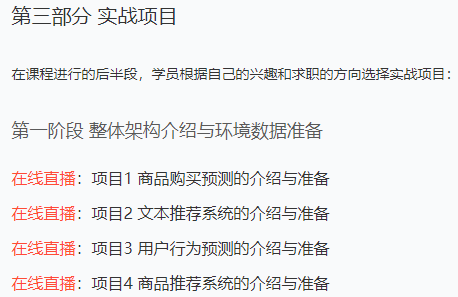 第三部分 实战项目
在课程进行的后半段，学员根据自己的兴趣和求职的方向选择实战项目：
第一阶段 整体架构介绍与环境数据准备
在线直播：项目1 商品购买预测的介绍与准备
在线直播：项目2 文本推荐系统的介绍与准备
在线直播：项目3 用户行为预测的介绍与准备
在线直播：项目4 商品推荐系统的介绍与准备